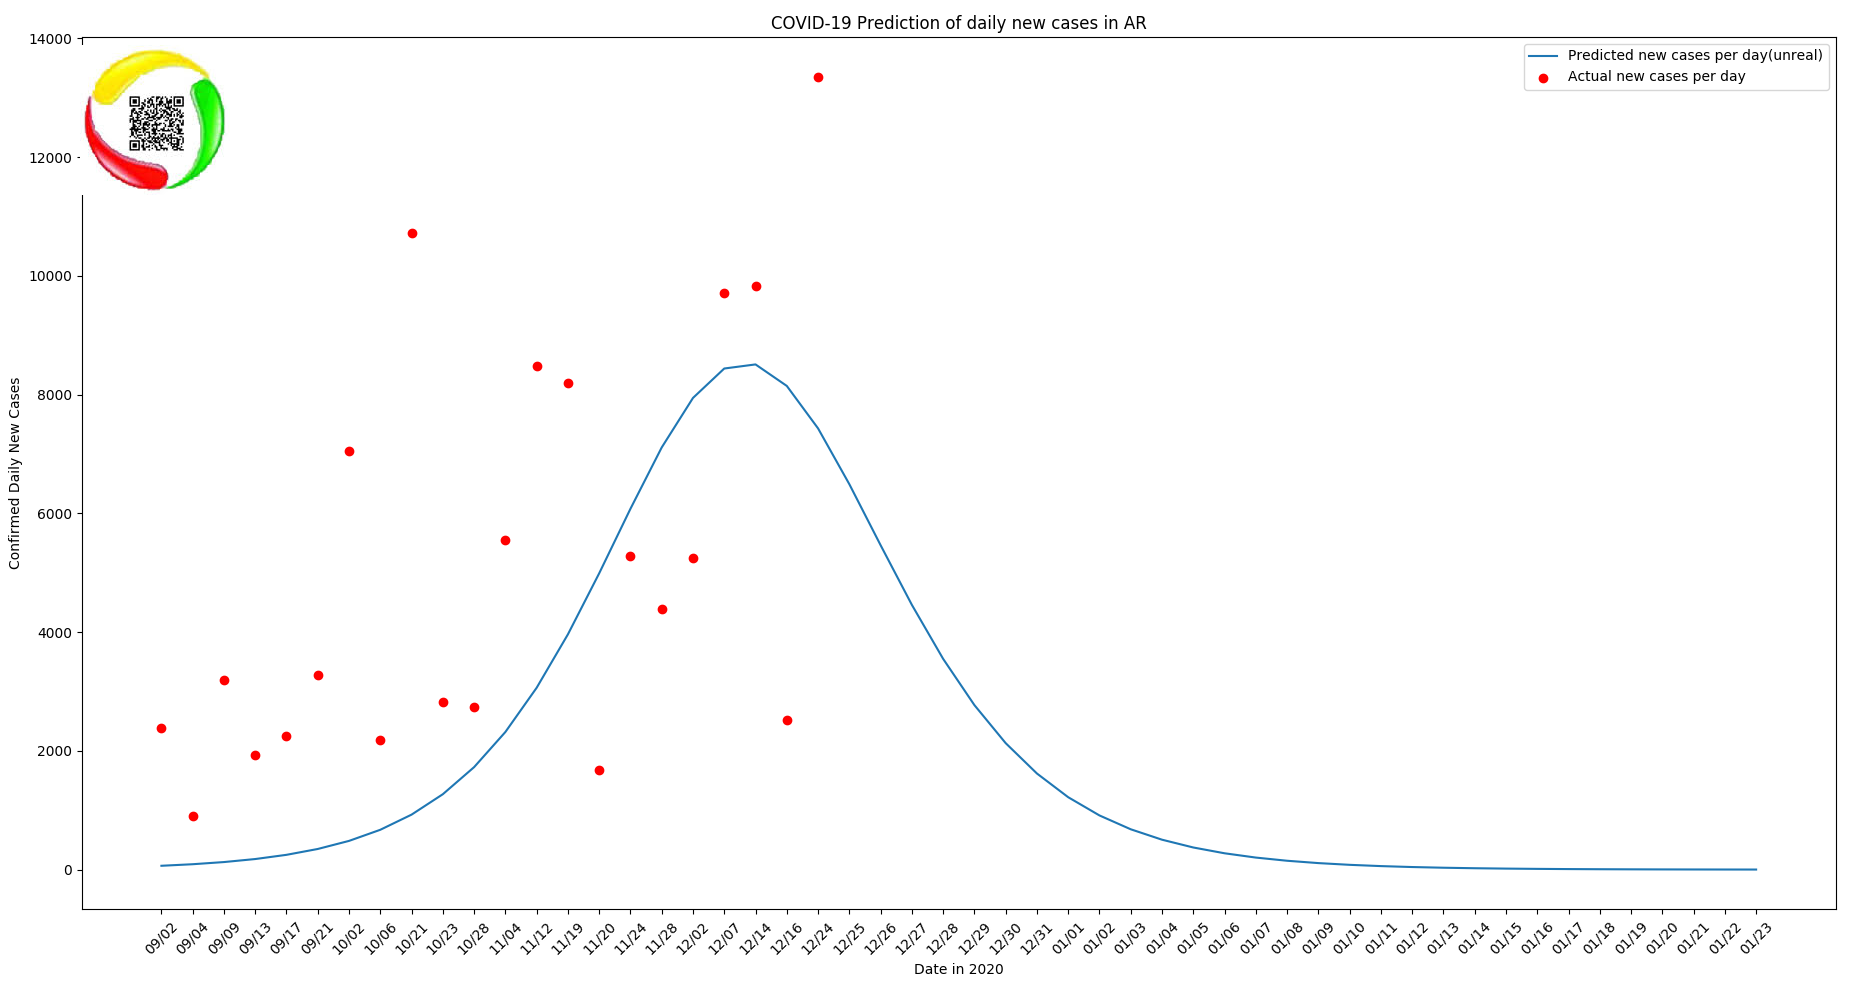 COVID-19 Prediction of daily new cases in AR
Predicted new cases per day(unreal)
Actual new cases per day
Confirmed Daily New Cases
14000
12000
10000
8000
6000
4000
2000
0
09/02 09/04 09/09 09/13 09/17 09/21 10/02 10/06 10/21 10/23 10/28 11/04 11/12 11/19 11/20 11/24 11/28 12/02 12/07 12/14 12/16 12/24 12/25 12/26 12/27 12/28 12/29 12/30 12/31 01/01 01/02 01/03 01/04 01/05 01/06 01/07 01/08 01/09 01/10 01/11 01/12 01/13 01/14 01/15 01/16 01/17 01/18 01/19 01/20 01/21 01/22 01/23
Date in 2020